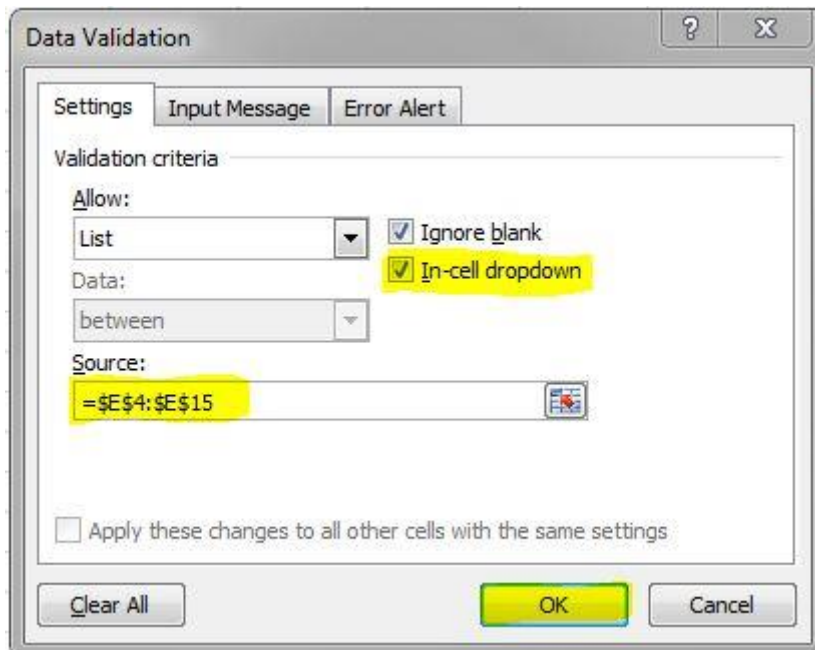 Data Validation
Settings Input Message Error Alert
Validation criteria
Allow:
List
Ignore blank
In-cell dropdown
Data:
between
Source:
=$E$4:$E$15
Apply these changes to all other cells with the same settings
Clear All OK Cancel